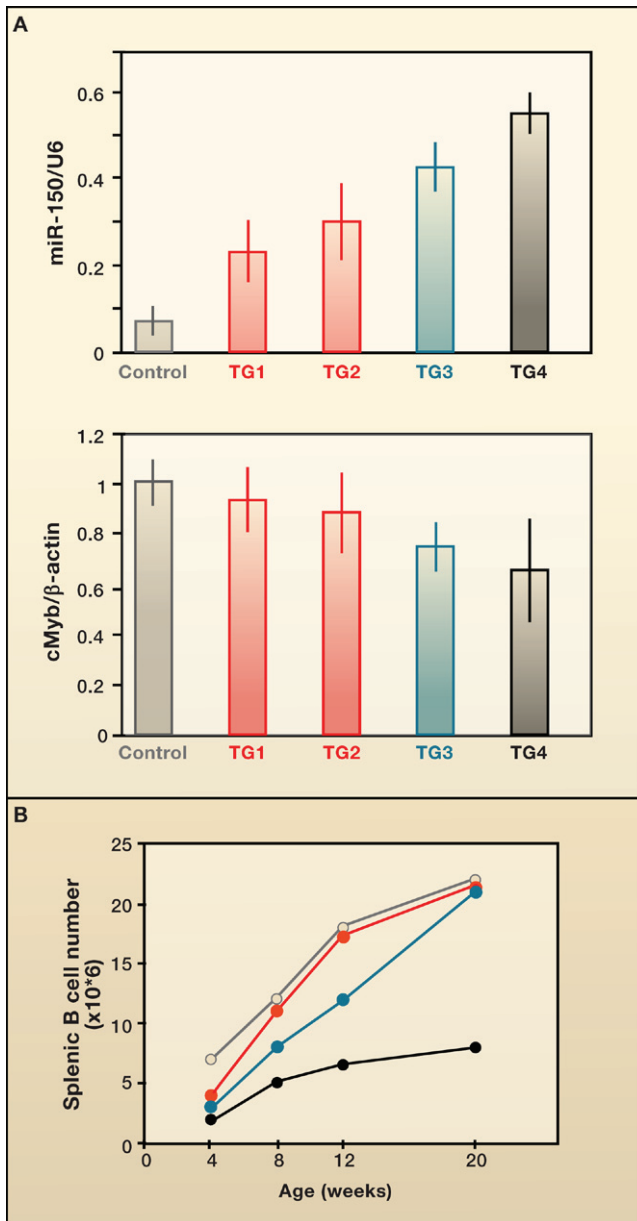 A
miR-150/U6
0.6
0.4
0.2
0
Control TG1 TG2 TG3 TG4
cMyb/β-actin
1.2
1
0.8
0.6
0.4
0.2
0
Control TG1 TG2 TG3 TG4
B
Splenic B cell number
(x10*6)
25
20
15
10
5
0
0 4 8 12 20
Age (weeks)